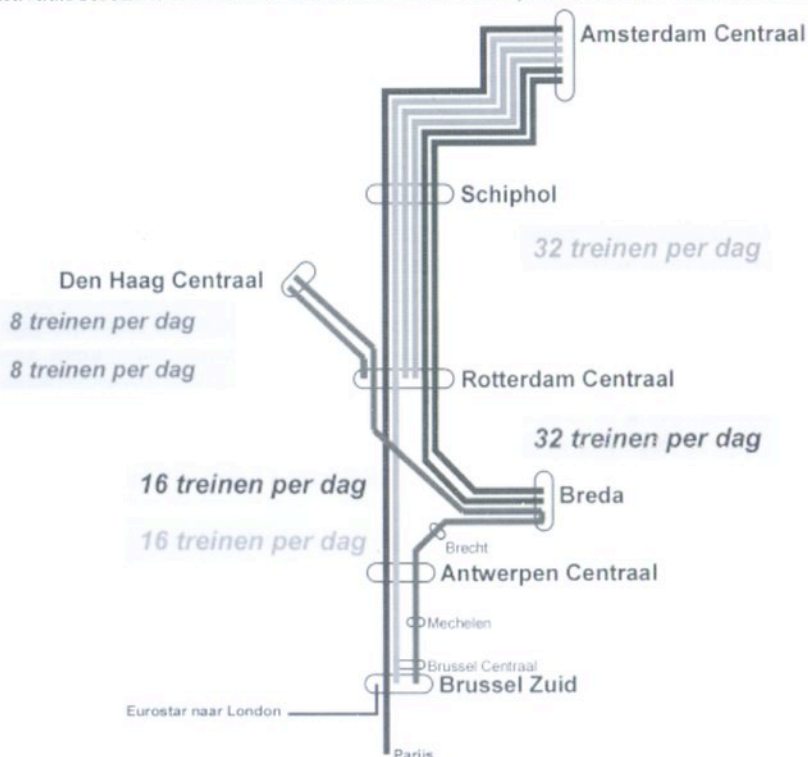 Amsterdam Centraal
Schiphol
32 treinen per dag
Den Haag Centraal
8 treinen per dag
8 treinen per dag
Rotterdam Centraal
32 treinen per dag
16 treinen per dag
Breda
16 treinen per dag
Brecht
Antwerpen Centraal
Mechelen
Brussel Centraal
Brussel Zuid
Eurostar naar London
Parijs